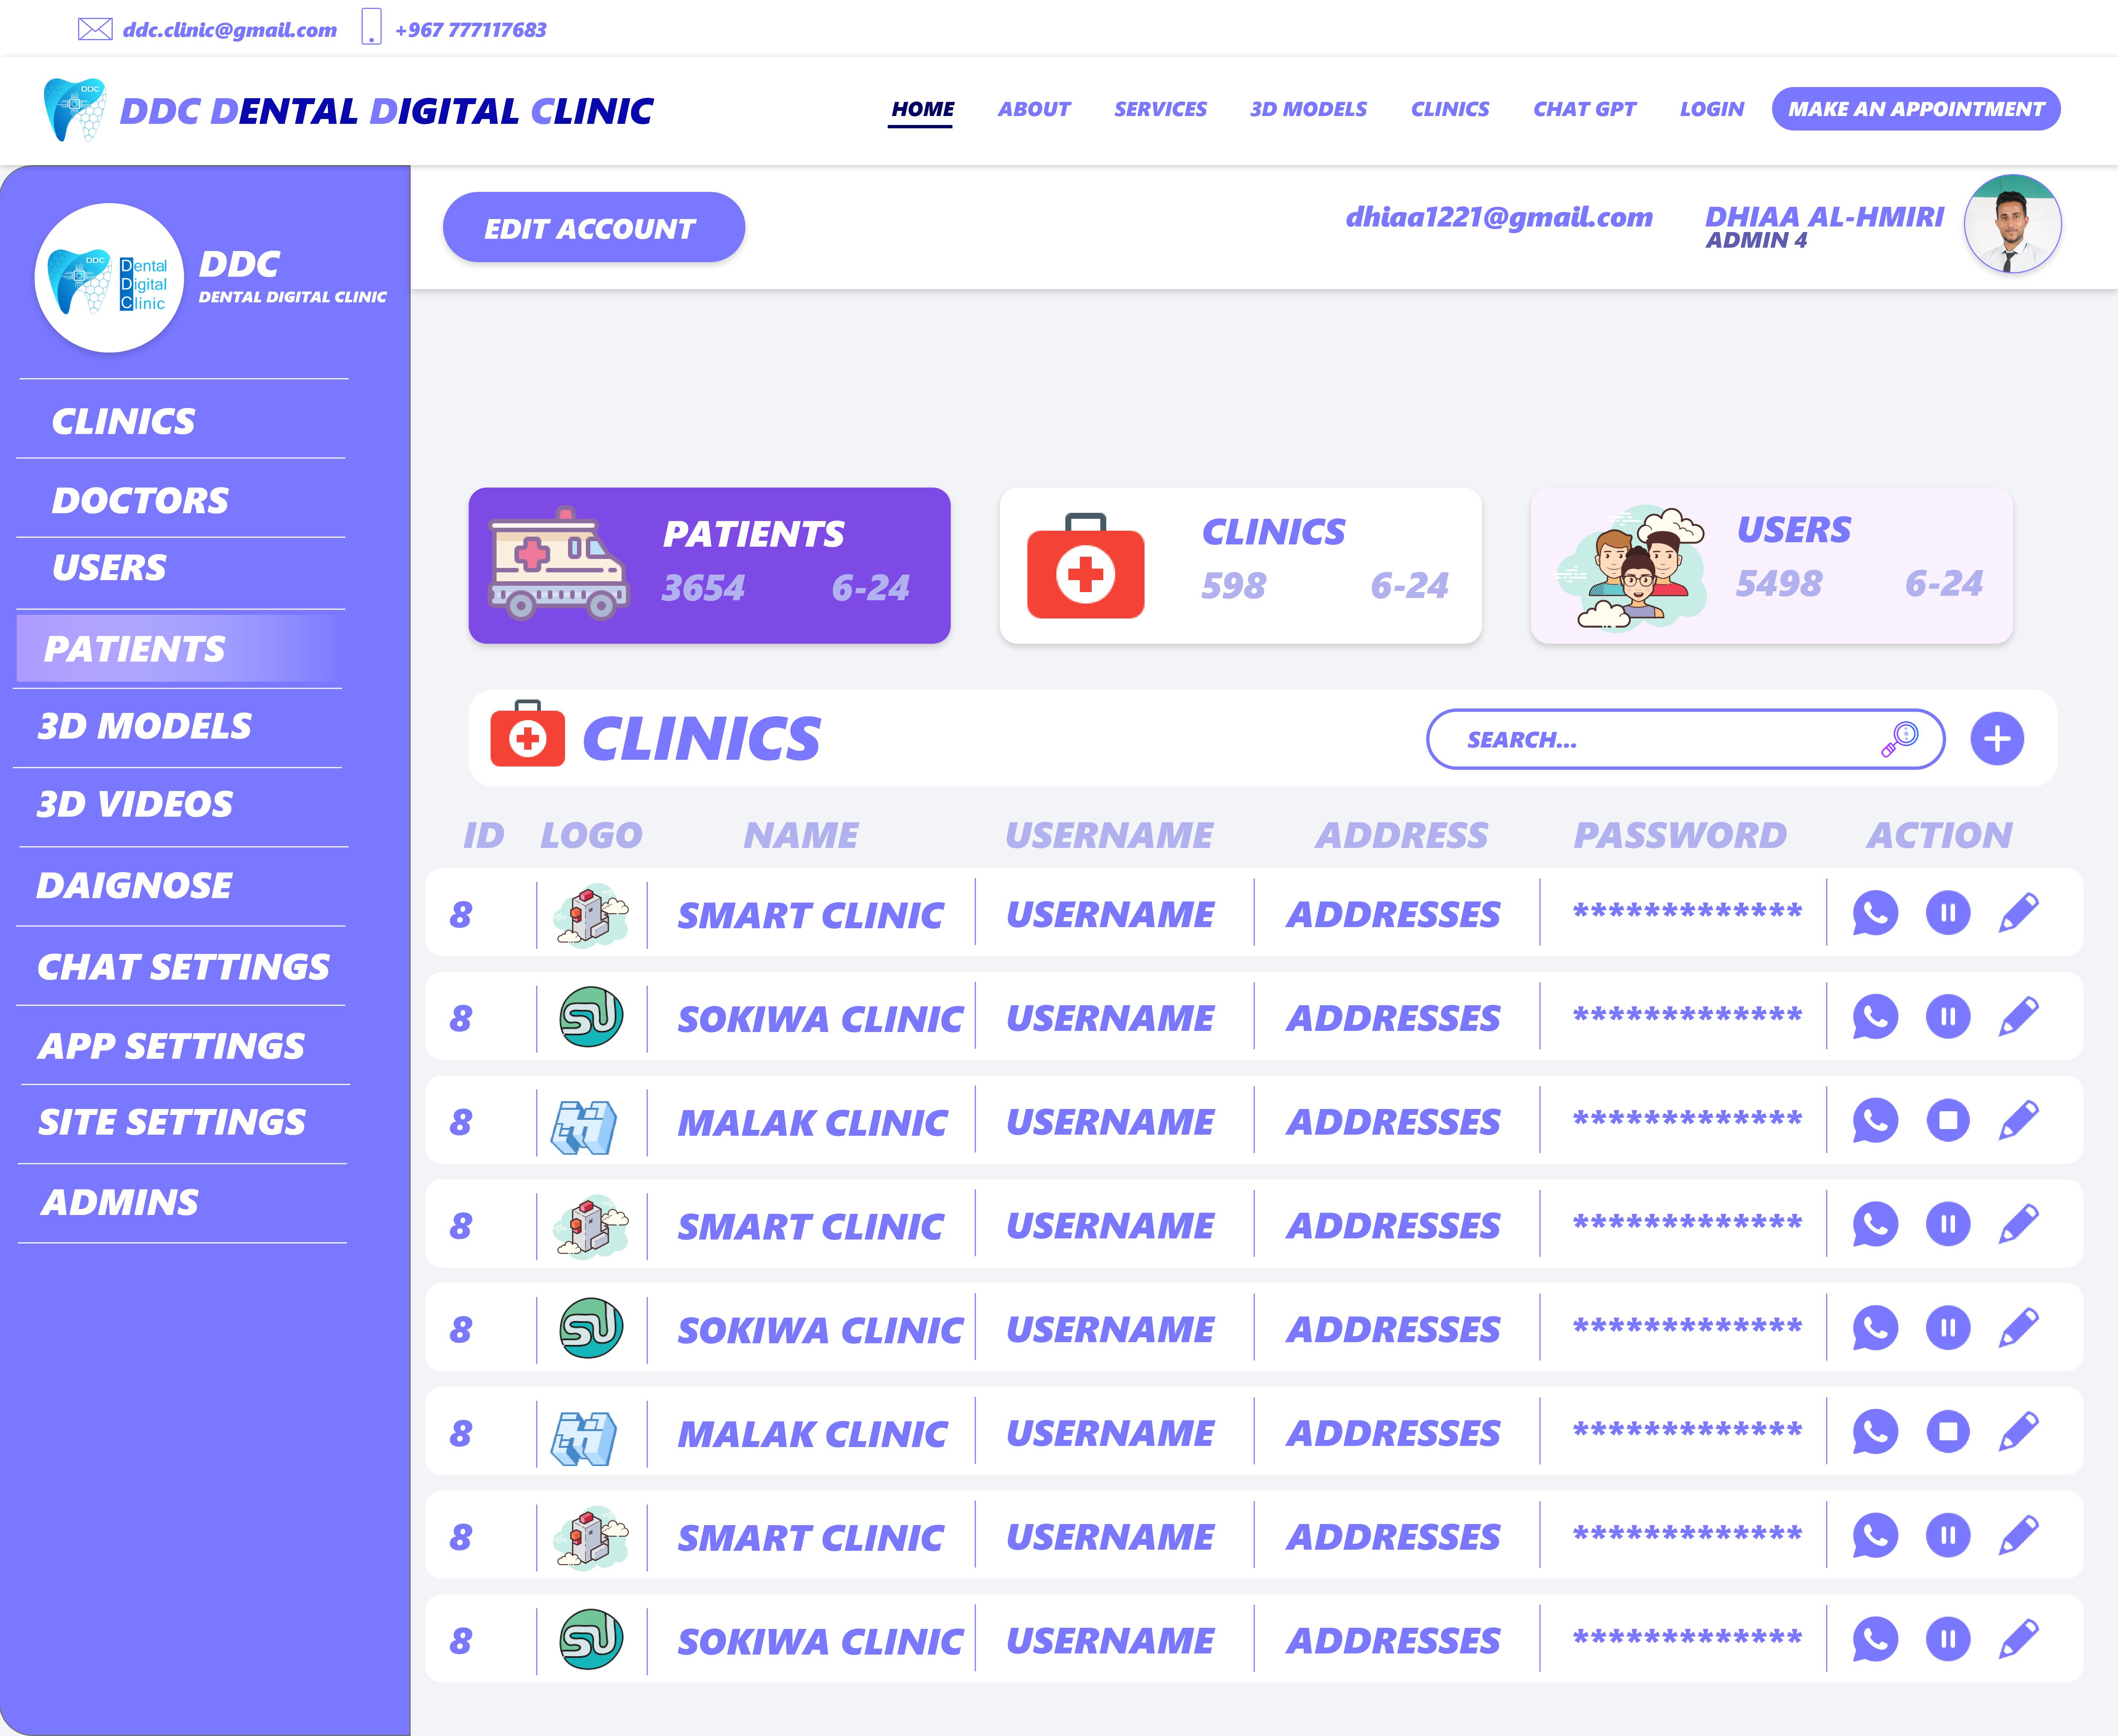 ddc.clinic@gmail.com +967 777117683
DDC
DDC DENTAL DIGITAL CLINIC
HOME ABOUT SERVICES 3D MODELS CLINICS CHAT GPT LOGIN MAKE AN APPOINTMENT
DDC
Dental
Digital
Clinic
DDC
DENTAL DIGITAL CLINIC
CLINICS
DOCTORS
USERS
PATIENTS
3D MODELS
3D VIDEOS
DAIGNOSE
CHAT SETTINGS
APP SETTINGS
SITE SETTINGS
ADMINS
EDIT ACCOUNT
dhiaa1221@gmail.com
DHIAA AL-HMIRI
ADMIN 4
PATIENTS
3654 6-24
CLINICS
598 6-24
USERS
5498 6-24
CLINICS
SEARCH...
ID LOGO NAME USERNAME ADDRESS PASSWORD ACTION
8 SMART CLINIC USERNAME ADDRESSES *************
8 SOKIWA CLINIC USERNAME ADDRESSES *************
8 MALAK CLINIC USERNAME ADDRESSES *************
8 SMART CLINIC USERNAME ADDRESSES *************
8 SOKIWA CLINIC USERNAME ADDRESSES *************
8 MALAK CLINIC USERNAME ADDRESSES *************
8 SMART CLINIC USERNAME ADDRESSES *************
8 SOKIWA CLINIC USERNAME ADDRESSES *************